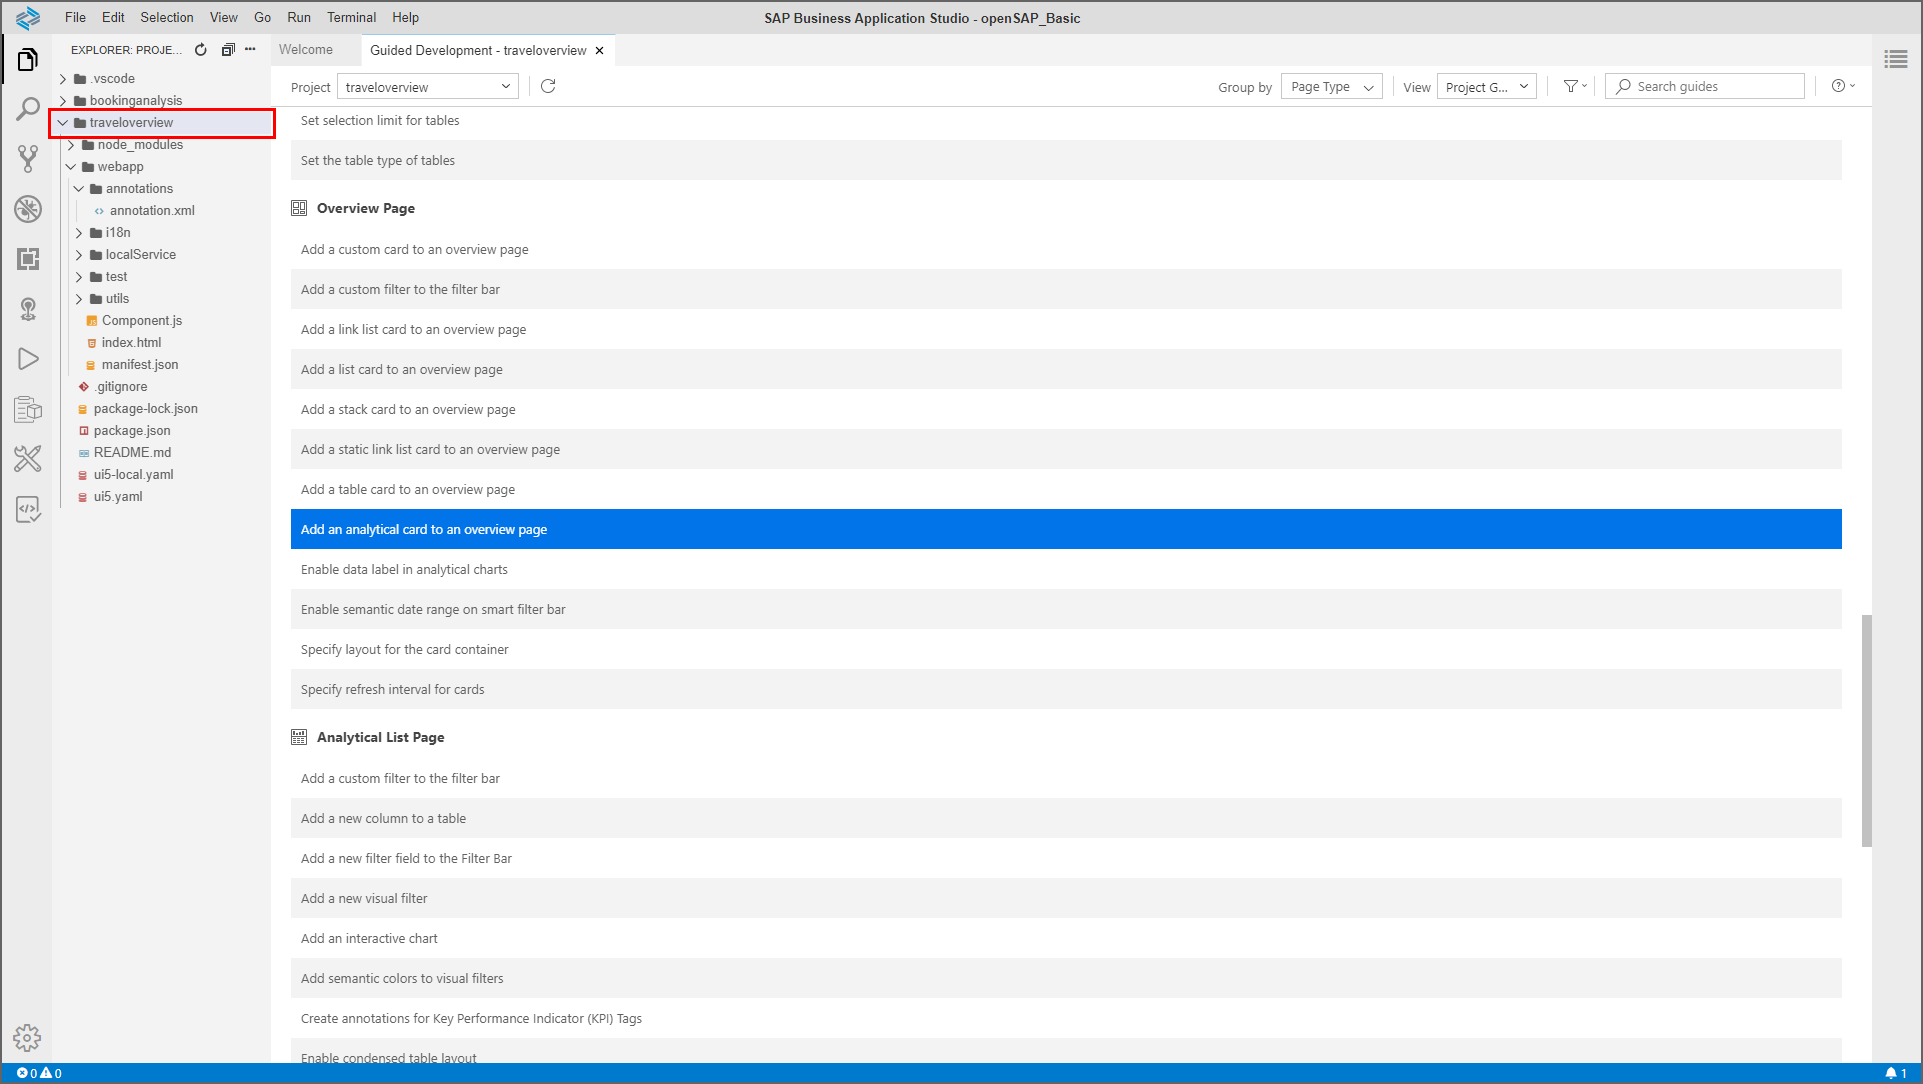 File Edit Selection View Go Run Terminal Help
SAP Business Application Studio - openSAP_Basic
EXPLORER: PROJE...
.vscode
bookinganalysis
traveloverview
node_modules
webapp
annotations
annotation.xml
i18n
localService
test
utils
Component.js
index.html
manifest.json
.gitignore
package-lock.json
package.json
README.md
ui5-local.yaml
ui5.yaml
Welcome
Guided Development - traveloverview
Project traveloverview
Group by Page Type
View Project G...
Search guides
Set selection limit for tables
Set the table type of tables
Overview Page
Add a custom card to an overview page
Add a custom filter to the filter bar
Add a link list card to an overview page
Add a list card to an overview page
Add a stack card to an overview page
Add a static link list card to an overview page
Add a table card to an overview page
Add an analytical card to an overview page
Enable data label in analytical charts
Enable semantic date range on smart filter bar
Specify layout for the card container
Specify refresh interval for cards
Analytical List Page
Add a custom filter to the filter bar
Add a new column to a table
Add a new filter field to the Filter Bar
Add a new visual filter
Add an interactive chart
Add semantic colors to visual filters
Create annotations for Key Performance Indicator (KPI) Tags
Enable condensed table layout
0 0
1